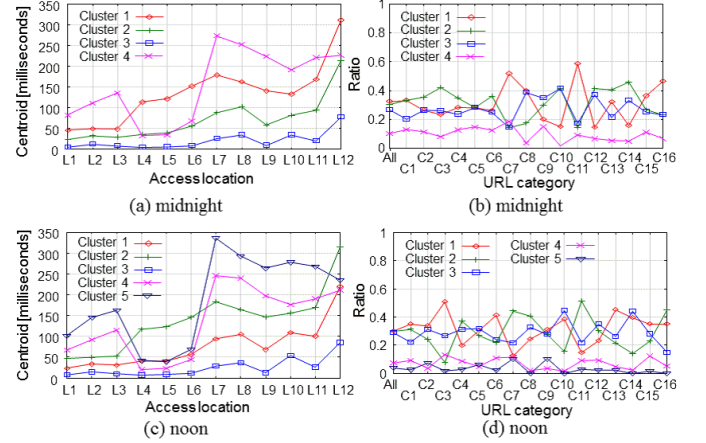 Centroid [milliseconds]
350
300
250
200
150
100
50
0
Cluster 1
Cluster 2
Cluster 3
Cluster 4
L1 L2 L3 L4 L5 L6 L7 L8 L9 L10 L11 L12
Access location
(a) midnight
Ratio
1
0.8
0.6
0.4
0.2
0
Cluster 1
Cluster 2
Cluster 3
Cluster 4
All C2 C4 C6 C8 C10 C12 C14 C16
C1 C3 C5 C7 C9 C11 C13 C15
URL category
(b) midnight
Centroid [milliseconds]
350
300
250
200
150
100
50
0
Cluster 1
Cluster 2
Cluster 3
Cluster 4
Cluster 5
L1 L2 L3 L4 L5 L6 L7 L8 L9 L10 L11 L12
Access location
(c) noon
Ratio
1
0.8
0.6
0.4
0.2
0
Cluster 1
Cluster 2
Cluster 3
Cluster 4
Cluster 5
All C2 C4 C6 C8 C10 C12 C14 C16
C1 C3 C5 C7 C9 C11 C13 C15
URL category
(d) noon